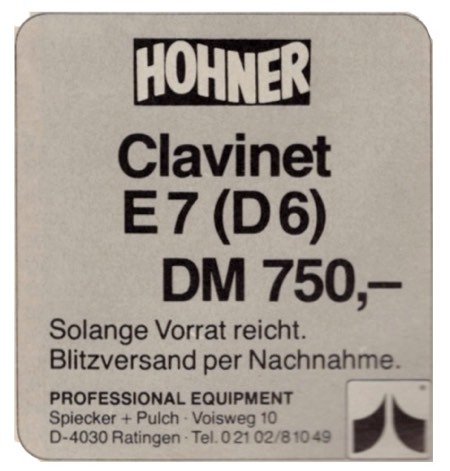 HOHNER
Clavinet
E 7 (D 6)
DM 750,–
Solange Vorrat reicht.
Blitzversand per Nachnahme.
PROFESSIONAL EQUIPMENT
Spiecker + Pulch · Voisweg 10
D-4030 Ratingen · Tel. 0 21 02/8 10 49